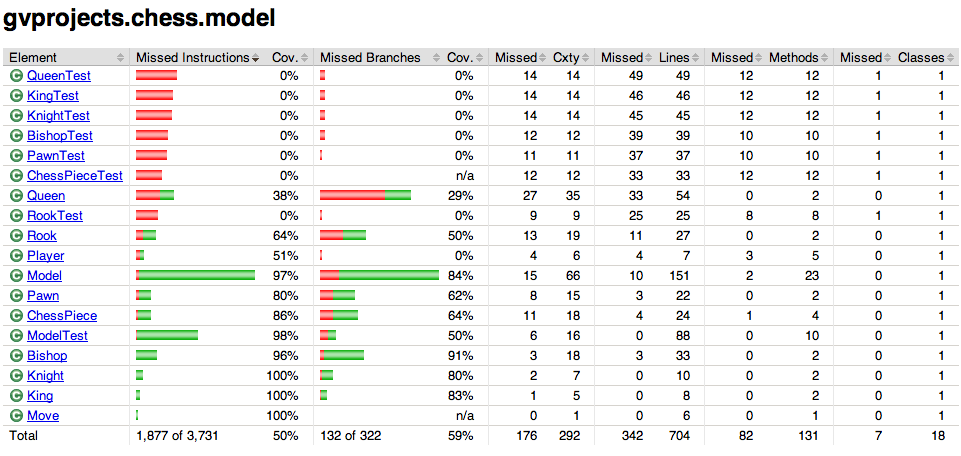 gvprojects.chess.model
Element Missed Instructions Cov. Missed Branches Cov. Missed Cxty Missed Lines Missed Methods Missed Classes
C QueenTest 0% 0% 14 14 49 49 12 12 1 1
C KingTest 0% 0% 14 14 46 46 12 12 1 1
C KnightTest 0% 0% 14 14 45 45 12 12 1 1
C BishopTest 0% 0% 12 12 39 39 10 10 1 1
C PawnTest 0% 0% 11 11 37 37 10 10 1 1
C ChessPieceTest 0% n/a 12 12 33 33 12 12 1 1
C Queen 38% 29% 27 35 33 54 0 2 0 1
C RookTest 0% 0% 9 9 25 25 8 8 1 1
C Rook 64% 50% 13 19 11 27 0 2 0 1
C Player 51% 0% 4 6 4 7 3 5 0 1
C Model 97% 84% 15 66 10 151 2 23 0 1
C Pawn 80% 62% 8 15 3 22 0 2 0 1
C ChessPiece 86% 64% 11 18 4 24 1 4 0 1
C ModelTest 98% 50% 6 16 0 88 0 10 0 1
C Bishop 96% 91% 3 18 3 33 0 2 0 1
C Knight 100% 80% 2 7 0 10 0 2 0 1
C King 100% 83% 1 5 0 8 0 2 0 1
C Move 100% n/a 0 1 0 6 0 1 0 1
Total 1,877 of 3,731 50% 132 of 322 59% 176 292 342 704 82 131 7 18